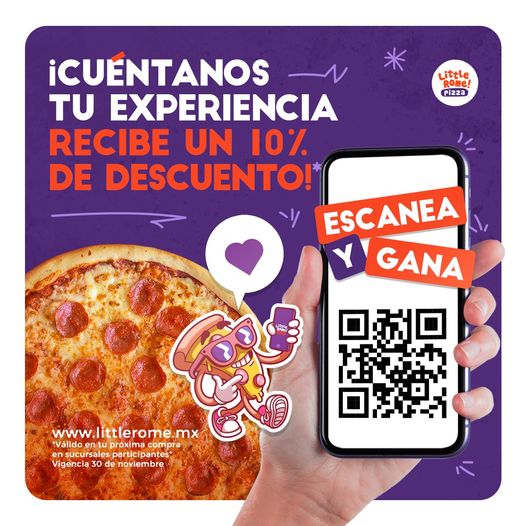 ¡CUÉNTANOS
TU EXPERIENCIA
RECIBE UN 10%
DE DESCUENTO!*
Little
Rome!
Pizza
ESCANEA
Y GANA
www.littlerome.mx
*Válido en tu próxima compra
en sucursales participantes*
Vigencia 30 de noviembre